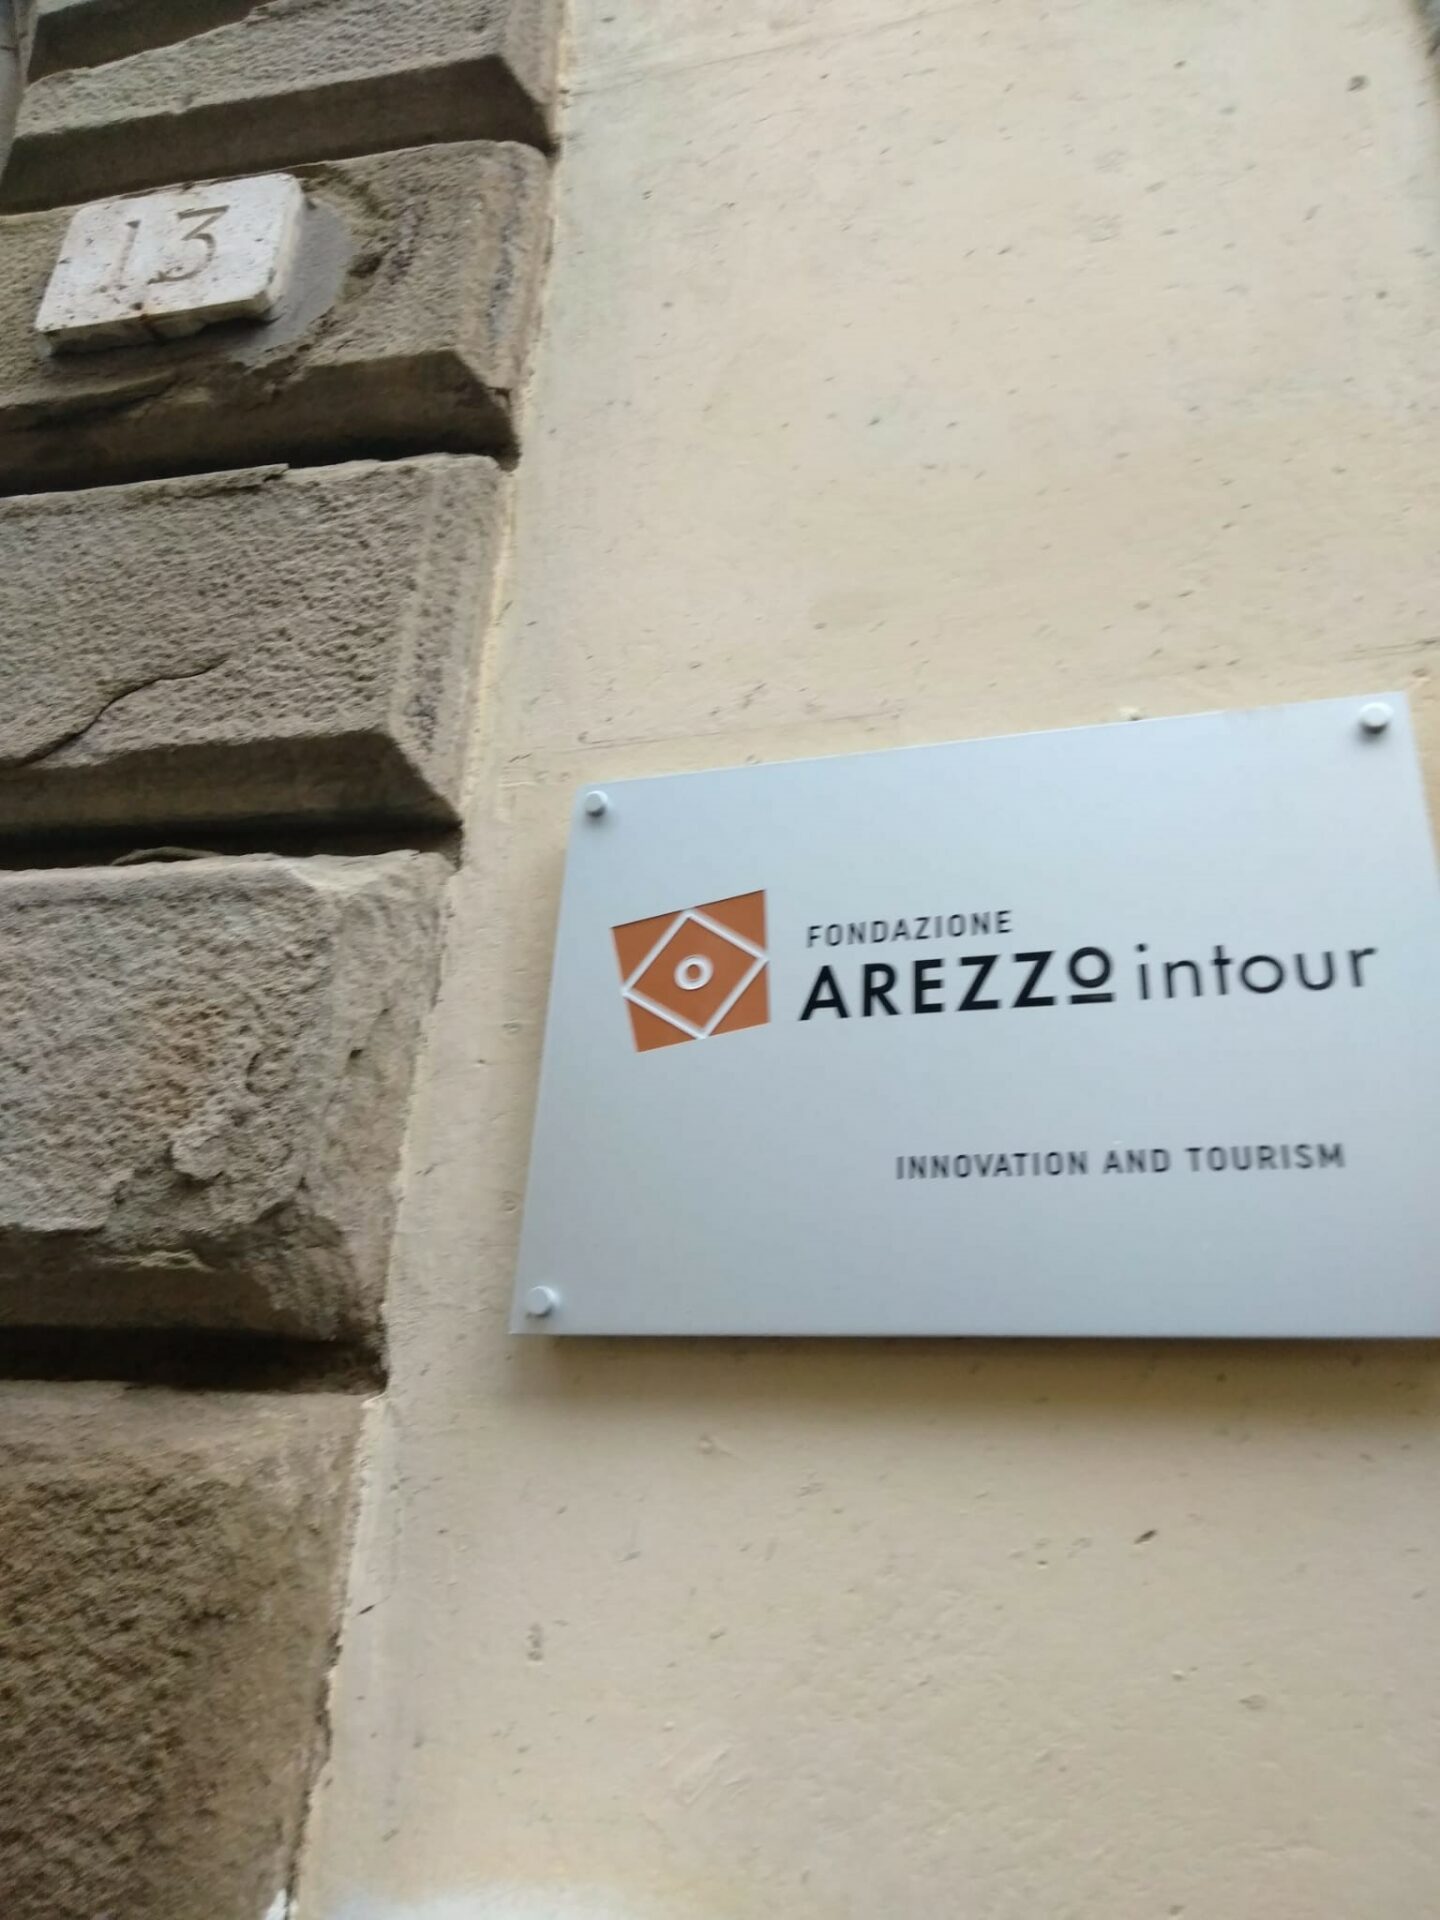 13
FONDAZIONE
AREZZO intour
INNOVATION AND TOURISM